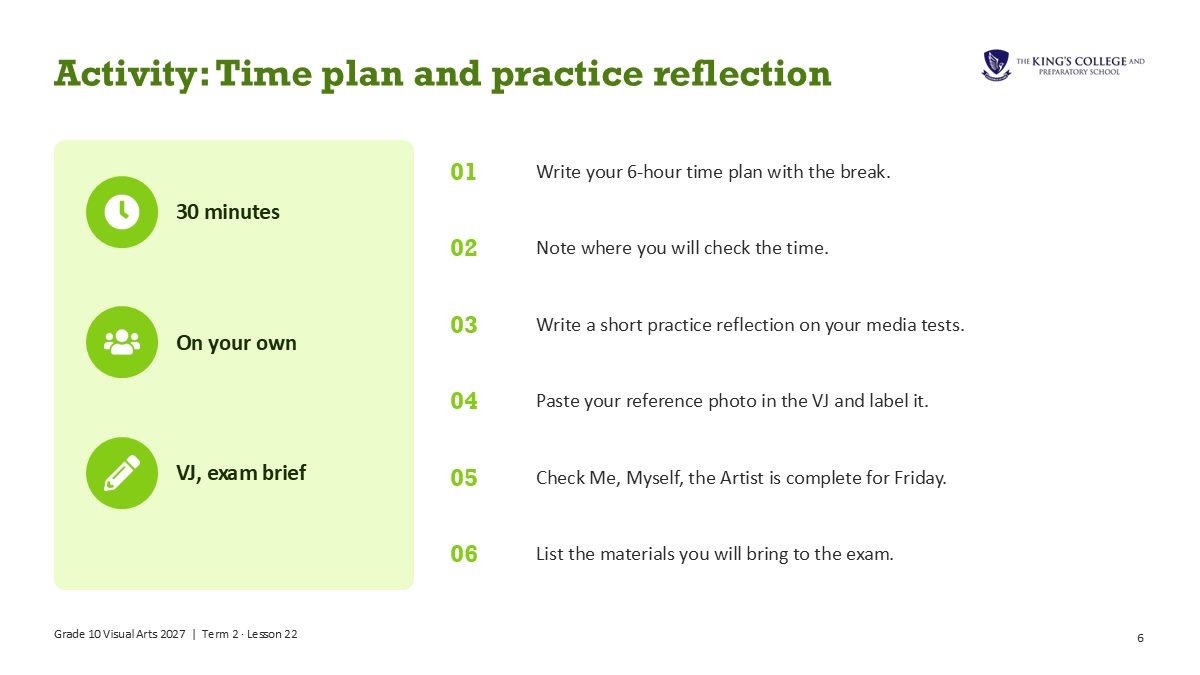 Activity: Time plan and practice reflection
THE KING'S COLLEGE AND
PREPARATORY SCHOOL
30 minutes
On your own
VJ, exam brief
01 Write your 6-hour time plan with the break.
02 Note where you will check the time.
03 Write a short practice reflection on your media tests.
04 Paste your reference photo in the VJ and label it.
05 Check Me, Myself, the Artist is complete for Friday.
06 List the materials you will bring to the exam.
Grade 10 Visual Arts 2027 | Term 2 · Lesson 22
6